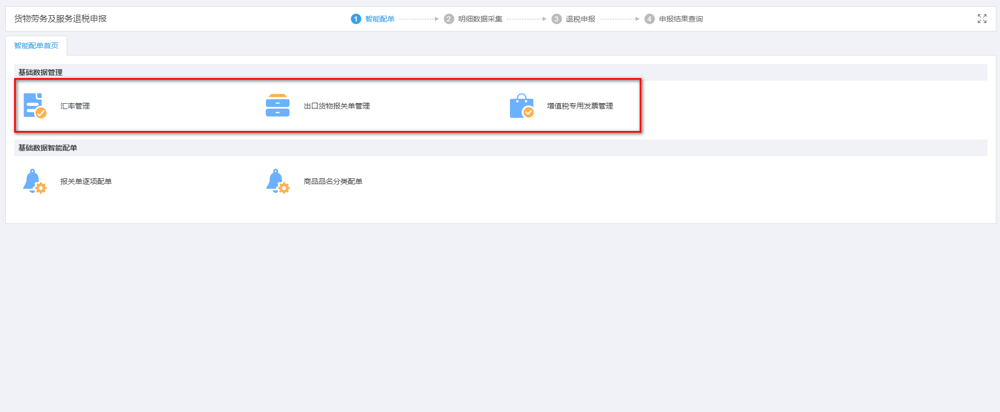 货物劳务及服务退税申报
1 智能配单 2 明细数据采集 3 退税申报 4 申报结果查询
智能配单首页
基础数据管理
汇率管理 出口货物报关单管理 增值税专用发票管理
基础数据智能配单
报关单逐项配单 商品品名分类配单